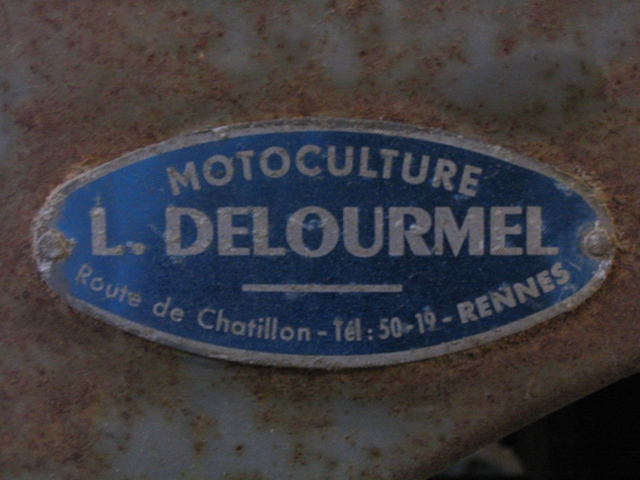 MOTOCULTURE
L. DELOURMEL
Route de Chatillon - Tél : 50-19 - RENNES